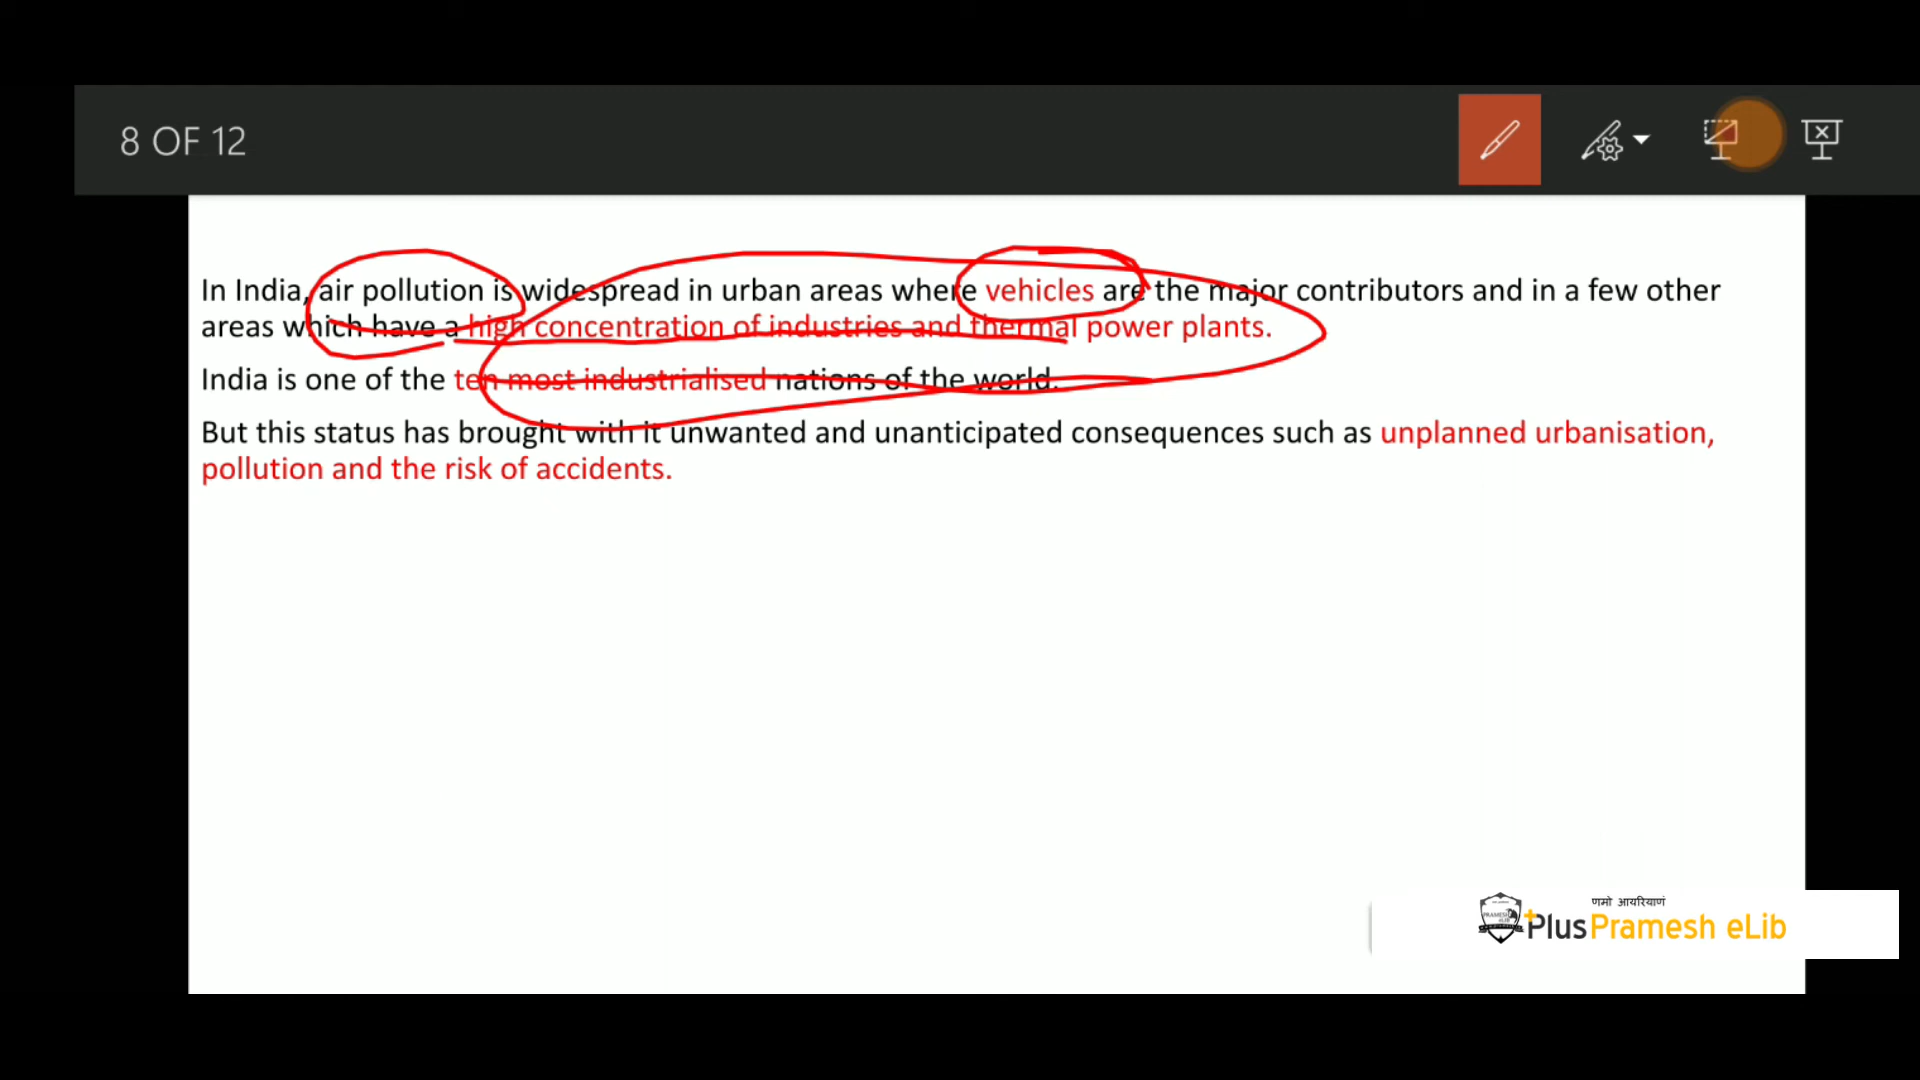 8 OF 12
In India, air pollution is widespread in urban areas where vehicles are the major contributors and in a few other
areas which have a high concentration of industries and thermal power plants.
India is one of the ten most industrialised nations of the world.
But this status has brought with it unwanted and unanticipated consequences such as unplanned urbanisation,
pollution and the risk of accidents.
णमो आयरियाणं
PRAMESH
eLib
+PlusPramesh eLib